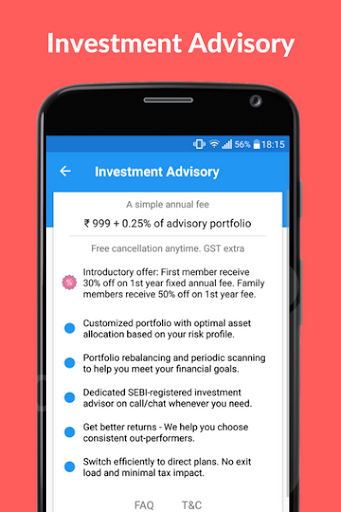 Investment Advisory
56% 18:15
Investment Advisory
A simple annual fee
₹ 999 + 0.25% of advisory portfolio
Free cancellation anytime. GST extra
Introductory offer: First member receive
30% off on 1st year fixed annual fee. Family
members receive 50% off on 1st year fee.
Customized portfolio with optimal asset
allocation based on your risk profile.
Portfolio rebalancing and periodic scanning
to help you meet your financial goals.
Dedicated SEBI-registered investment
advisor on call/chat whenever you need.
Get better returns - We help you choose
consistent out-performers.
Switch efficiently to direct plans. No exit
load and minimal tax impact.
FAQ T&C